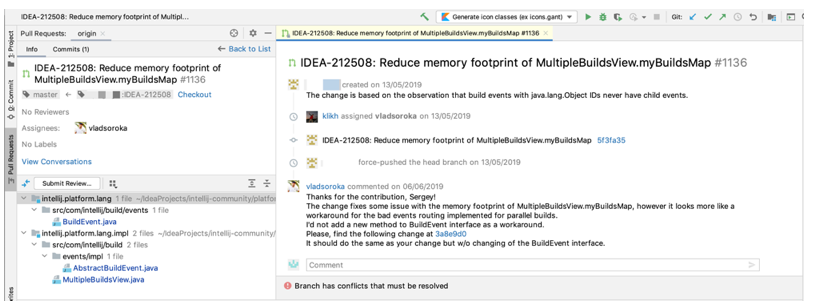 IDEA-212508: Reduce memory footprint of Multipl...
Generate icon classes (ex icons.gant)
Git:
Pull Requests:
origin
IDEA-212508: Reduce memory footprint of MultipleBuildsView.myBuildsMap #1136
1: Project
0: Commit
Pull Requests
Info
Commits (1)
← Back to List
IDEA-212508: Reduce memory footprint of
MultipleBuildsView.myBuildsMap #1136
master ← :IDEA-212508 Checkout
No Reviewers
Assignees: vladsoroka
No Labels
View Conversations
Submit Review...
intellij.platform.lang 1 file ~/IdeaProjects/intellij-community/platfo
src/com/intellij/build/events 1 file
BuildEvent.java
intellij.platform.lang.impl 2 files ~/IdeaProjects/intellij-community/
src/com/intellij/build 2 files
events/impl 1 file
AbstractBuildEvent.java
MultipleBuildsView.java
IDEA-212508: Reduce memory footprint of MultipleBuildsView.myBuildsMap #1136
created on 13/05/2019
The change is based on the observation that build events with java.lang.Object IDs never have child events.
klikh assigned vladsoroka on 13/05/2019
IDEA-212508: Reduce memory footprint of MultipleBuildsView.myBuildsMap 5f3fa35
force-pushed the head branch on 13/05/2019
vladsoroka commented on 06/06/2019
Thanks for the contribution, Sergey!
The change fixes some issue with the memory footprint of MultipleBuildsView.myBuildsMap, however it looks more like a
workaround for the bad events routing implemented for parallel builds.
I'd not add a new method to BuildEvent interface as a workaround.
Please, find the following change at 3a8e9d0
It should do the same as your change but w/o changing of the BuildEvent interface.
Comment
Branch has conflicts that must be resolved